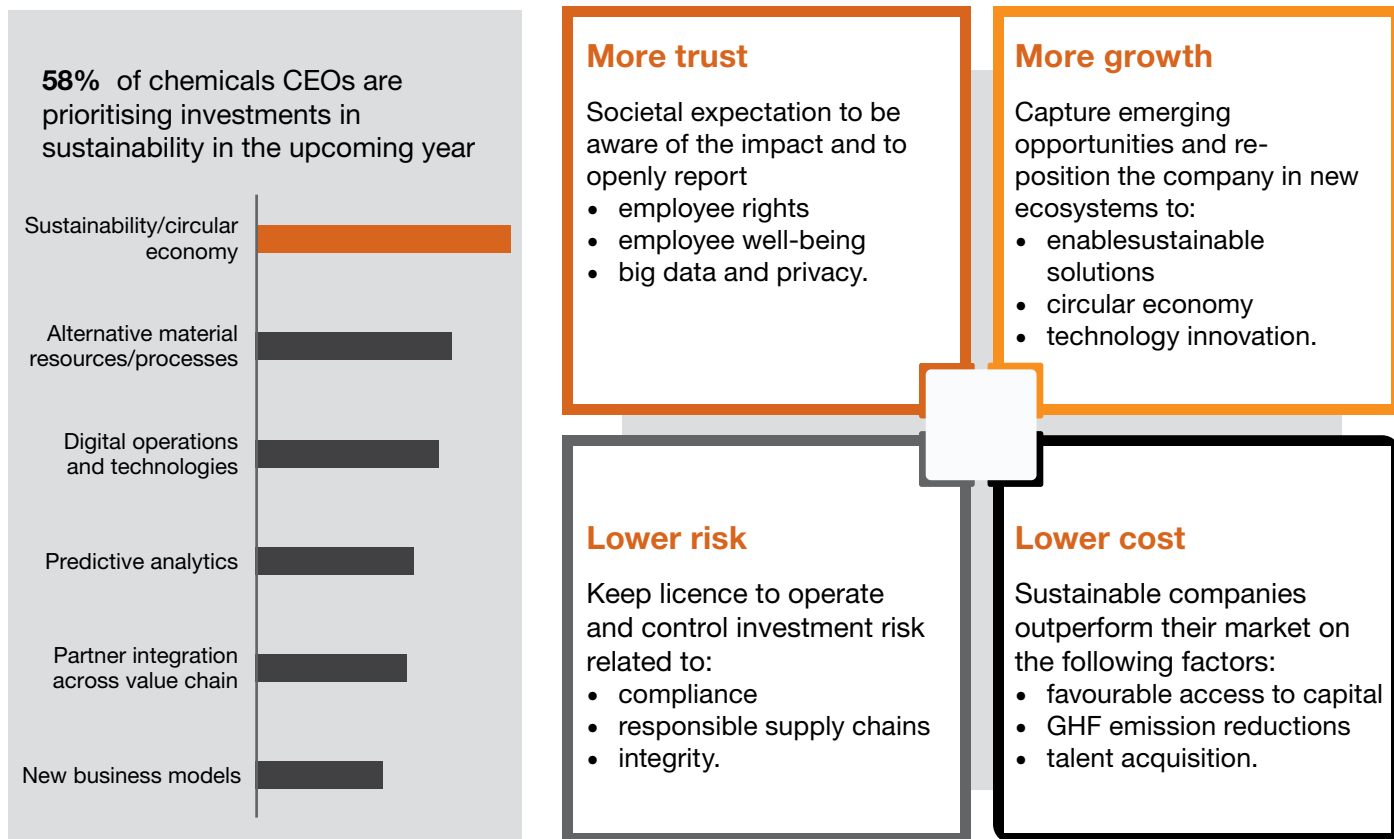 58% of chemicals CEOs are
prioritising investments in
sustainability in the upcoming year
Sustainability/circular
economy
Alternative material
resources/processes
Digital operations
and technologies
Predictive analytics
Partner integration
across value chain
New business models
More trust
Societal expectation to be
aware of the impact and to
openly report
• employee rights
• employee well-being
• big data and privacy.
More growth
Capture emerging
opportunities and re-
position the company in new
ecosystems to:
• enablesustainable
solutions
• circular economy
• technology innovation.
Lower risk
Keep licence to operate
and control investment risk
related to:
• compliance
• responsible supply chains
• integrity.
Lower cost
Sustainable companies
outperform their market on
the following factors:
• favourable access to capital
• GHF emission reductions
• talent acquisition.